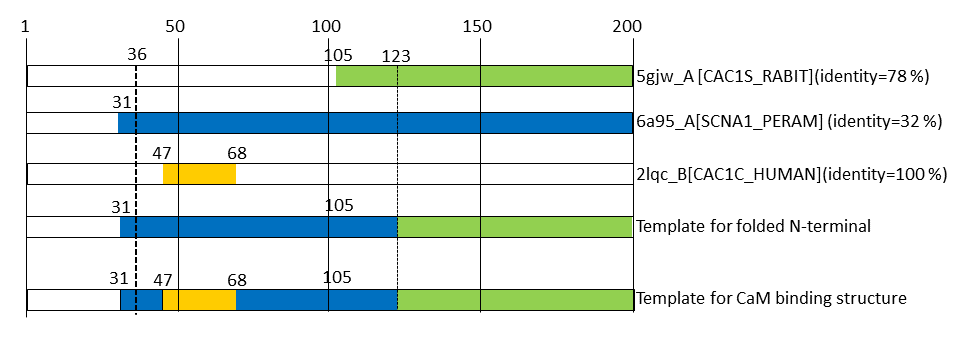 1 50 100 150 200
36 105 123
5gjw_A [CAC1S_RABIT](identity=78 %)
31
6a95_A[SCNA1_PERAM] (identity=32 %)
47 68
2lqc_B[CAC1C_HUMAN](identity=100 %)
31 105
Template for folded N-terminal
31 47 68 105
Template for CaM binding structure